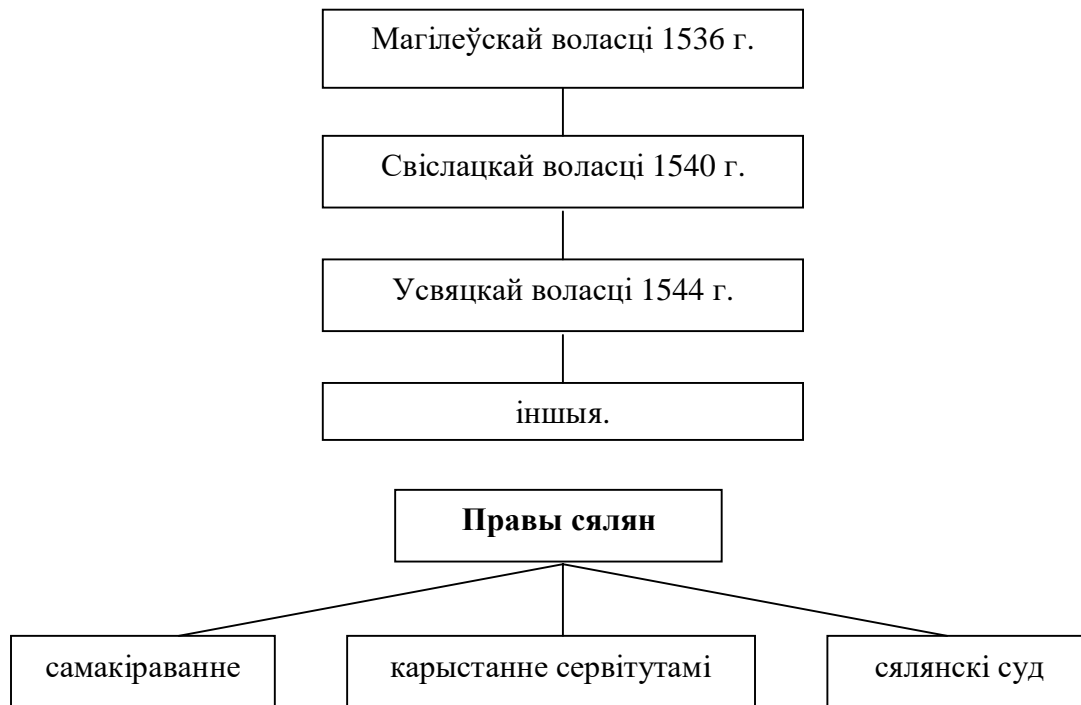 Магілеўскай воласці 1536 г.
Свіслацкай воласці 1540 г.
Усвяцкай воласці 1544 г.
іншыя.
Правы сялян
самакіраванне
карыстанне сервітутамі
сялянскі суд